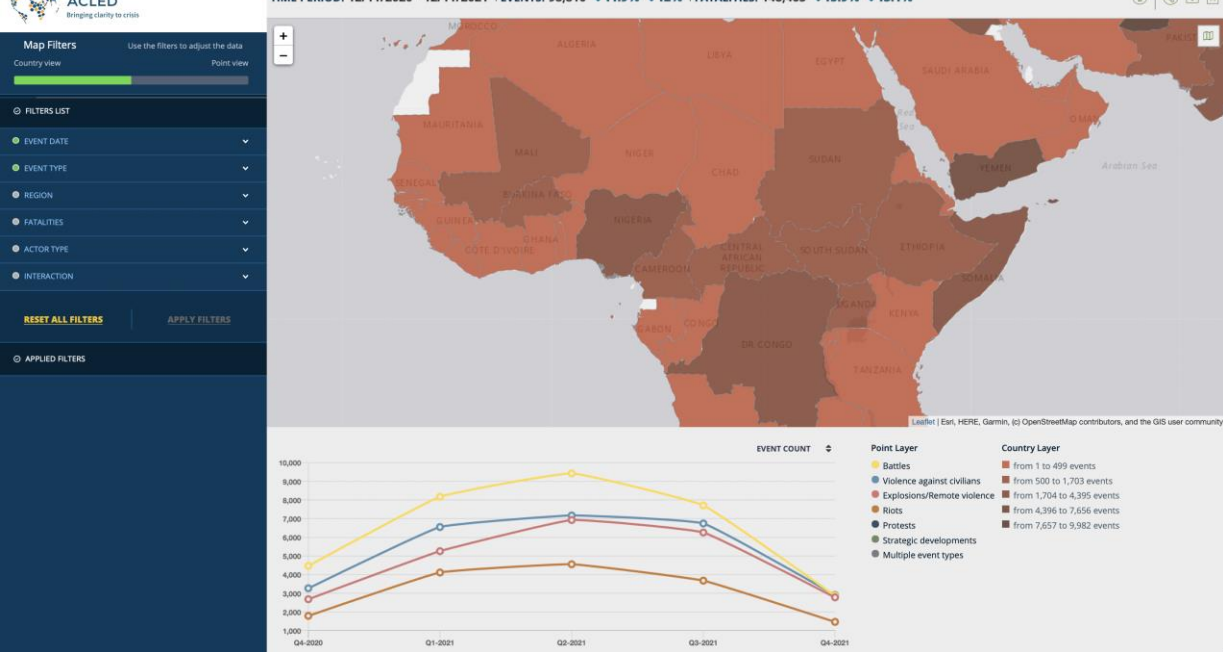 ACLED
Bringing clarity to crisis
Map Filters
Use the filters to adjust the data
Country view
Point view
FILTERS LIST
EVENT DATE
EVENT TYPE
REGION
FATALITIES
ACTOR TYPE
INTERACTION
RESET ALL FILTERS
APPLY FILTERS
APPLIED FILTERS
+
−
MOROCCO
ALGERIA
LIBYA
EGYPT
SAUDI ARABIA
PAKIST
OMAN
Red
Sea
MAURITANIA
MALI
NIGER
CHAD
SUDAN
YEMEN
Arabian Sea
SENEGAL
BURKINA FASO
GUINEA
NIGERIA
GHANA
CÔTE D'IVOIRE
CENTRAL
AFRICAN
REPUBLIC
SOUTH SUDAN
ETHIOPIA
CAMEROON
SOMALIA
UGANDA
KENYA
GABON
CONGO
DR CONGO
TANZANIA
Leaflet | Esri, HERE, Garmin, (c) OpenStreetMap contributors, and the GIS user community
EVENT COUNT
10,000
9,000
8,000
7,000
6,000
5,000
4,000
3,000
2,000
1,000
Q4-2020
Q1-2021
Q2-2021
Q3-2021
Q4-2021
Point Layer
Battles
Violence against civilians
Explosions/Remote violence
Riots
Protests
Strategic developments
Multiple event types
Country Layer
from 1 to 499 events
from 500 to 1,703 events
from 1,704 to 4,395 events
from 4,396 to 7,656 events
from 7,657 to 9,982 events